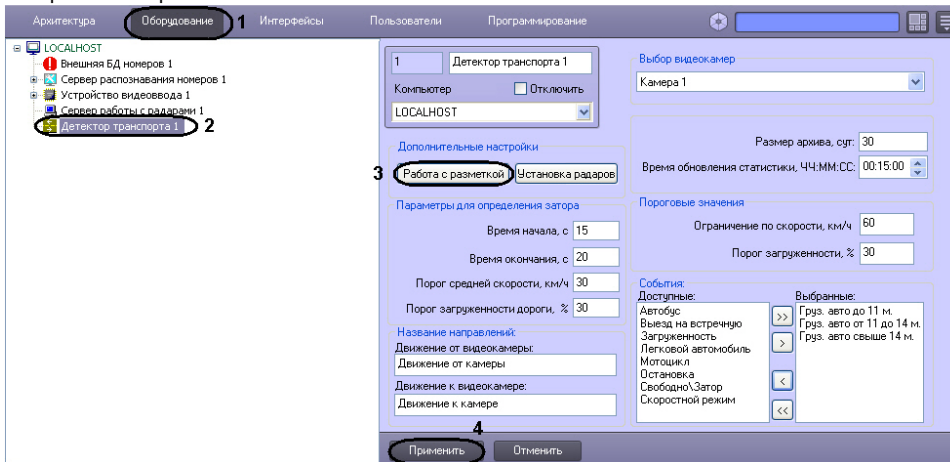 Архитектура Оборудование 1 Интерфейсы Пользователи Программирование
LOCALHOST
Внешняя БД номеров 1
Сервер распознавания номеров 1
Устройство видеоввода 1
Сервер работы с радарами 1
Детектор транспорта 1 2
1 Детектор транспорта 1
Компьютер Отключить
LOCALHOST
Дополнительные настройки
3 Работа с разметкой Установка радаров
Параметры для определения затора
Время начала, с 15
Время окончания, с 20
Порог средней скорости, км/ч 30
Порог загруженности дороги, % 30
Название направлений:
Движение от видеокамеры:
Движение от камеры
Движение к видеокамере:
Движение к камере
Выбор видеокамер
Камера 1
Размер архива, сут: 30
Время обновления статистики, ЧЧ:ММ:СС: 00:15:00
Пороговые значения
Ограничение по скорости, км/ч 60
Порог загруженности, % 30
События:
Доступные: Выбранные:
Автобус
Выезд на встречную
Загруженность
Легковой автомобиль
Мотоцикл
Остановка
Свободно\Затор
Скоростной режим
>>
>
<
<<
Груз. авто до 11 м.
Груз. авто от 11 до 14 м.
Груз. авто свыше 14 м.
4
Применить Отменить